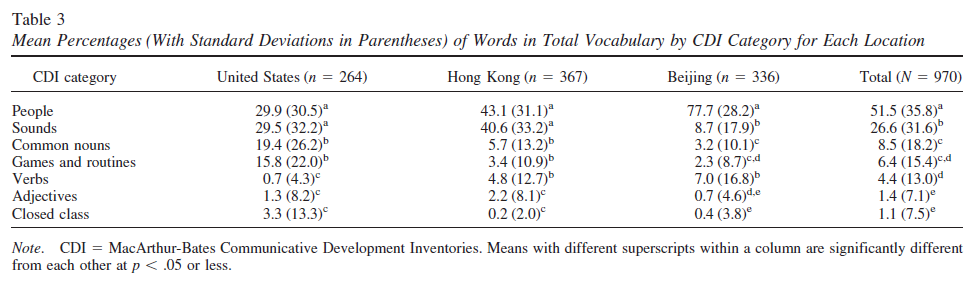 Table 3
Mean Percentages (With Standard Deviations in Parentheses) of Words in Total Vocabulary by CDI Category for Each Location
CDI category United States (n = 264) Hong Kong (n = 367) Beijing (n = 336) Total (N = 970)
People 29.9 (30.5)a 43.1 (31.1)a 77.7 (28.2)a 51.5 (35.8)a
Sounds 29.5 (32.2)a 40.6 (33.2)a 8.7 (17.9)b 26.6 (31.6)b
Common nouns 19.4 (26.2)b 5.7 (13.2)b 3.2 (10.1)c 8.5 (18.2)c
Games and routines 15.8 (22.0)b 3.4 (10.9)b 2.3 (8.7)c,d 6.4 (15.4)c,d
Verbs 0.7 (4.3)c 4.8 (12.7)b 7.0 (16.8)b 4.4 (13.0)d
Adjectives 1.3 (8.2)c 2.2 (8.1)c 0.7 (4.6)d,e 1.4 (7.1)e
Closed class 3.3 (13.3)c 0.2 (2.0)c 0.4 (3.8)e 1.1 (7.5)e
Note. CDI = MacArthur-Bates Communicative Development Inventories. Means with different superscripts within a column are significantly different
from each other at p < .05 or less.